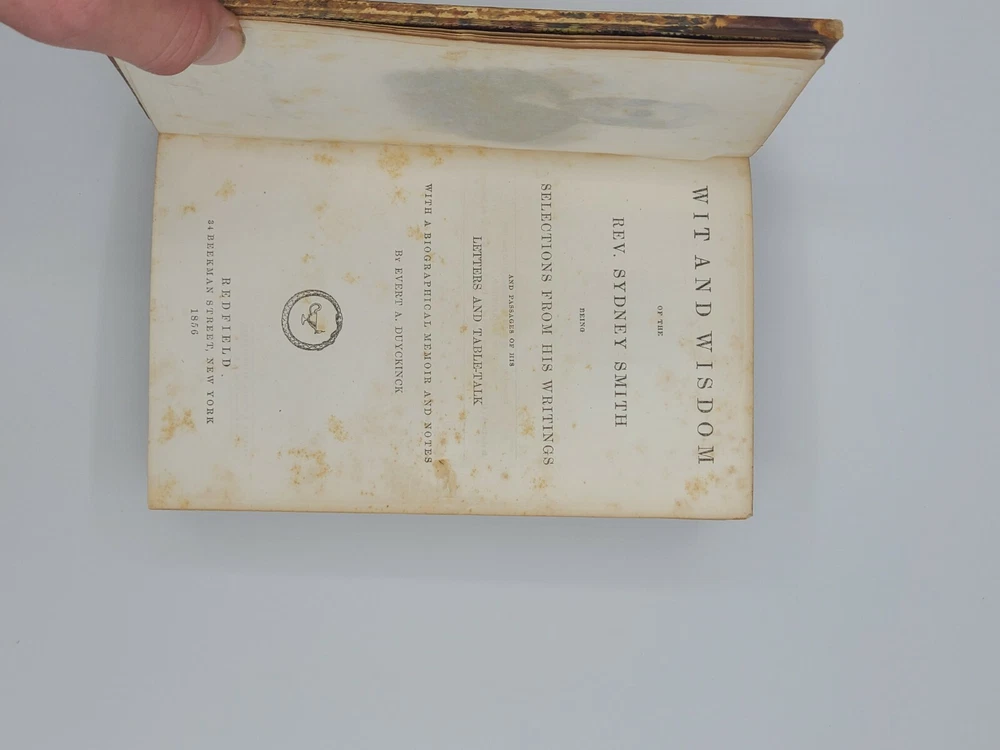 WIT AND WISDOM
OF THE
REV. SYDNEY SMITH
BEING
SELECTIONS FROM HIS WRITINGS
AND PASSAGES OF HIS
LETTERS AND TABLE-TALK
WITH A BIOGRAPHICAL MEMOIR AND NOTES
BY EVERT A. DUYCKINCK
REDFIELD
34 BEEKMAN STREET, NEW YORK
1856